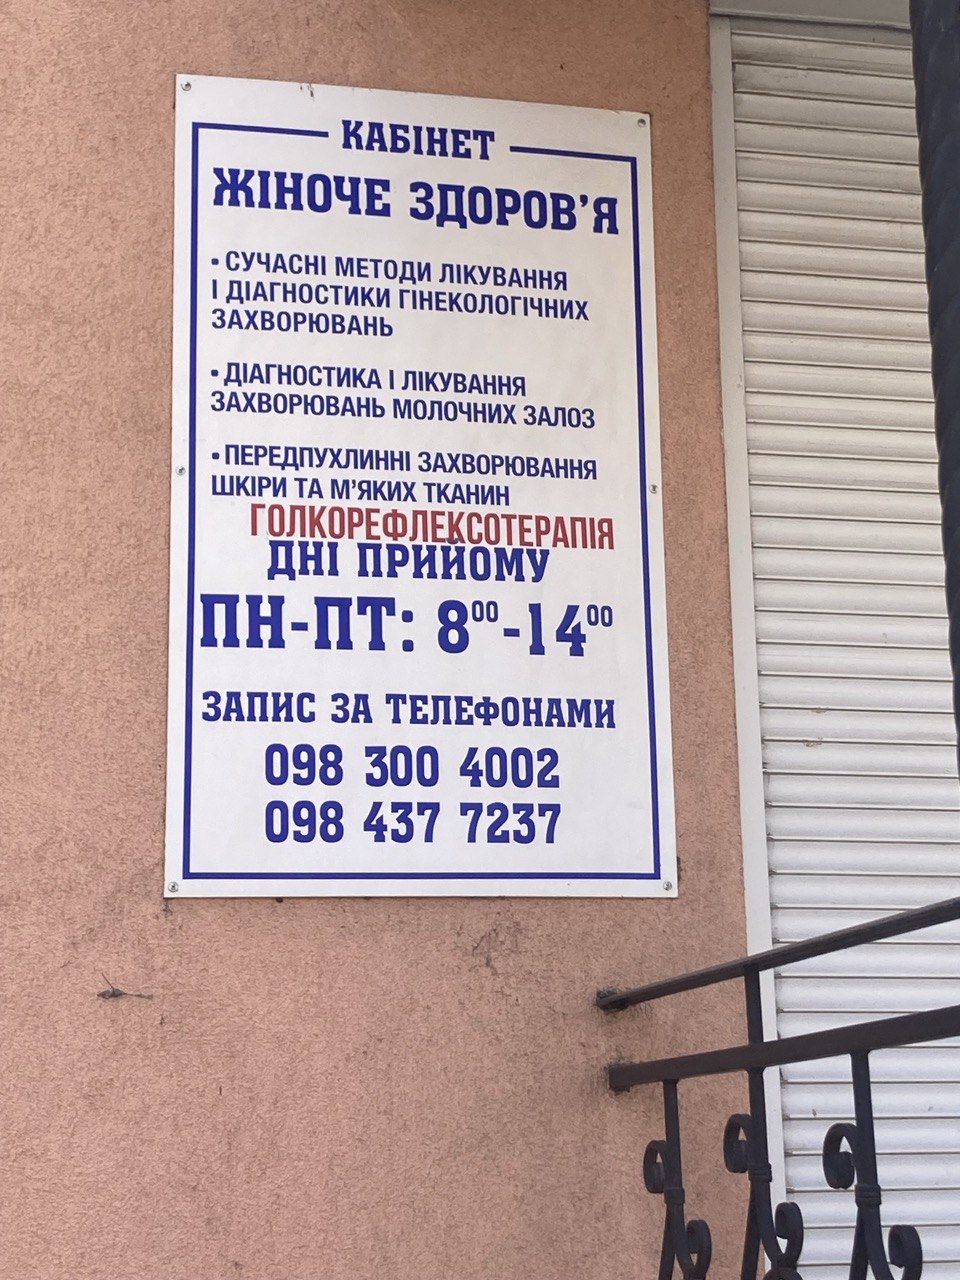 КАБІНЕТ
ЖІНОЧЕ ЗДОРОВ'Я
• СУЧАСНІ МЕТОДИ ЛІКУВАННЯ
І ДІАГНОСТИКИ ГІНЕКОЛОГІЧНИХ
ЗАХВОРЮВАНЬ
• ДІАГНОСТИКА І ЛІКУВАННЯ
ЗАХВОРЮВАНЬ МОЛОЧНИХ ЗАЛОЗ
• ПЕРЕДПУХЛИННІ ЗАХВОРЮВАННЯ
ШКІРИ ТА М'ЯКИХ ТКАНИН
ГОЛКОРЕФЛЕКСОТЕРАПІЯ
ДНІ ПРИЙОМУ
ПН-ПТ: 8⁰⁰-14⁰⁰
ЗАПИС ЗА ТЕЛЕФОНАМИ
098 300 4002
098 437 7237